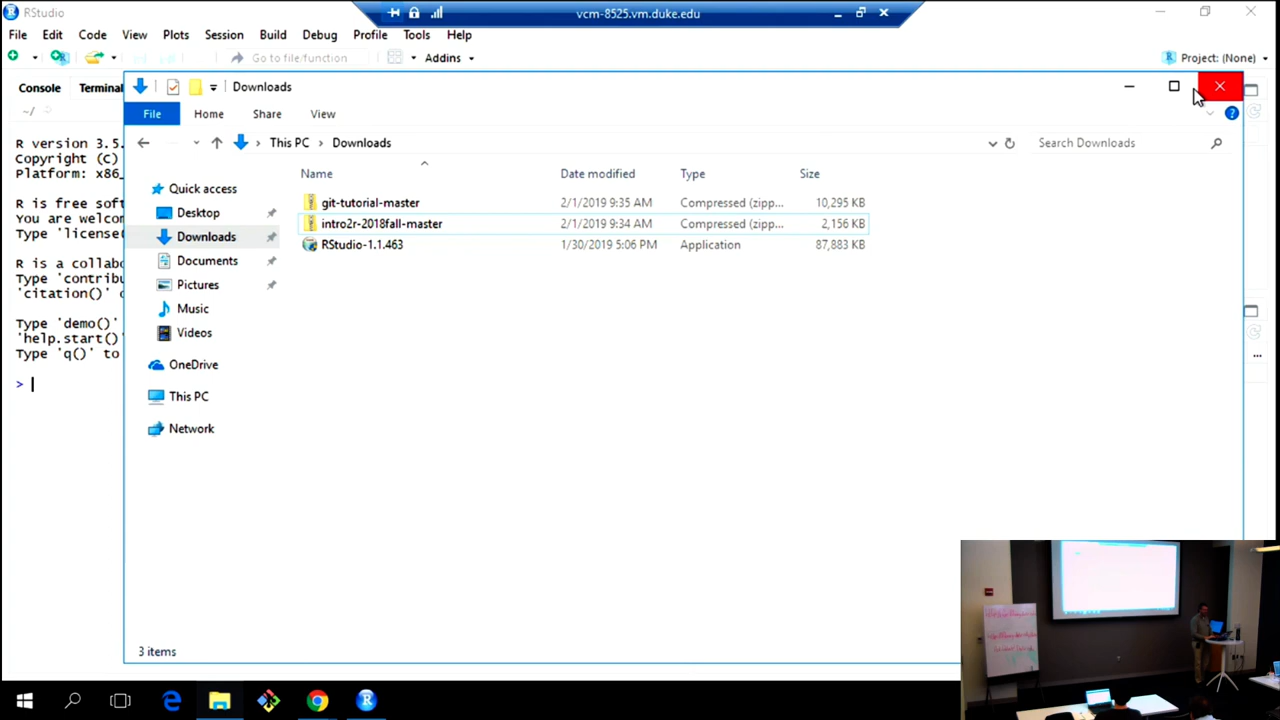 RStudio
vcm-8525.vm.duke.edu
File Edit Code View Plots Session Build Debug Profile Tools Help
Go to file/function Addins Project: (None)
Console Terminal
Downloads
~/
File Home Share View
This PC Downloads Search Downloads
R version 3.5.
Copyright (C)
Platform: x86_
R is free soft
You are welcom
Type 'license(
R is a collabo
Type 'contribu
'citation()' o
Type 'demo()'
'help.start()'
Type 'q()' to
>
Name Date modified Type Size
git-tutorial-master 2/1/2019 9:35 AM Compressed (zipp... 10,295 KB
intro2r-2018fall-master 2/1/2019 9:34 AM Compressed (zipp... 2,156 KB
RStudio-1.1.463 1/30/2019 5:06 PM Application 87,883 KB
Quick access
Desktop
Downloads
Documents
Pictures
Music
Videos
OneDrive
This PC
Network
3 items